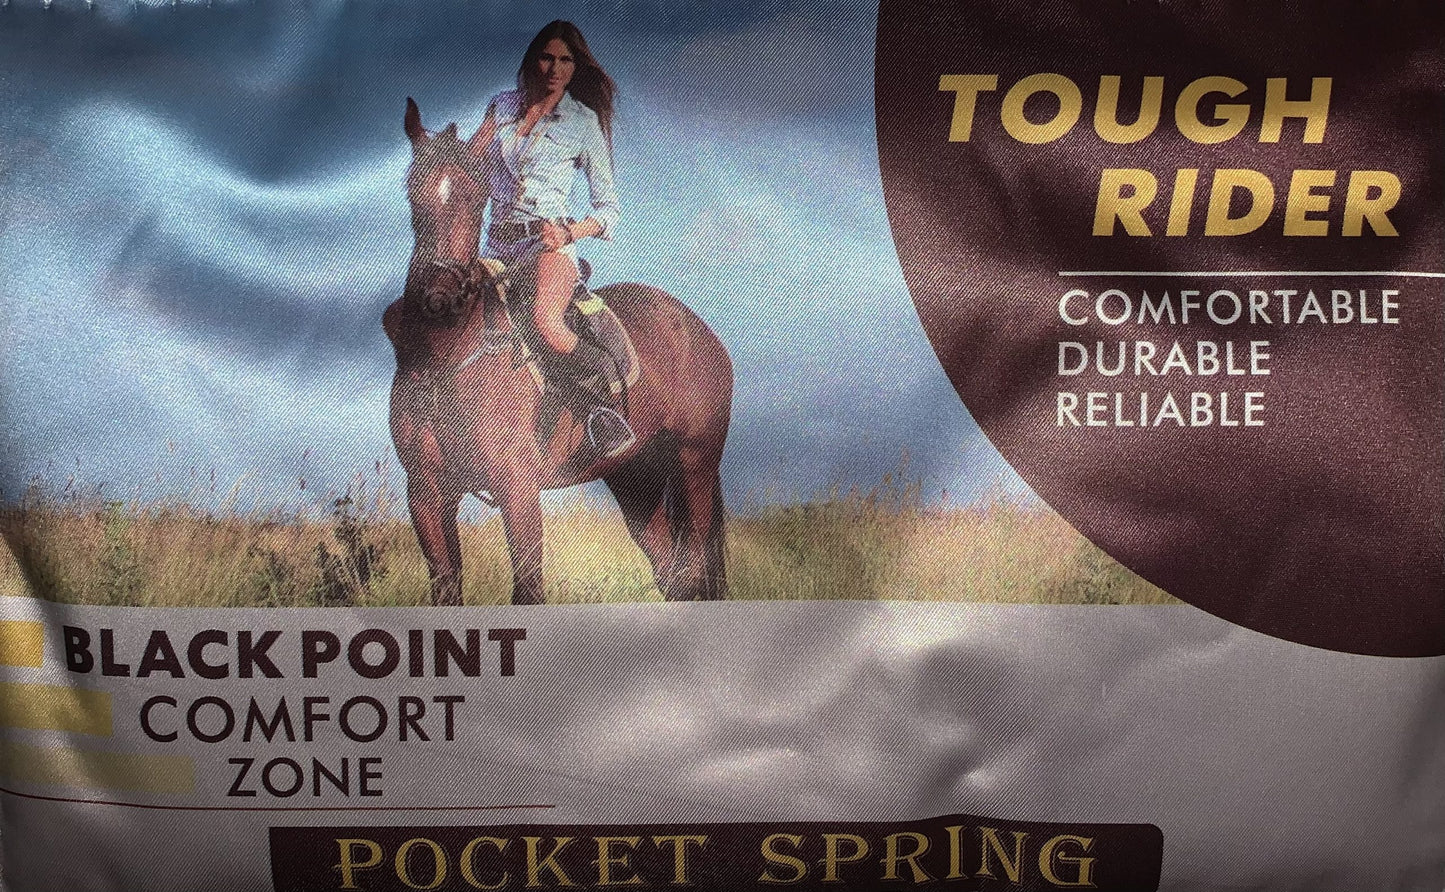 TOUGH
RIDER
COMFORTABLE
DURABLE
RELIABLE
BLACK POINT
COMFORT
ZONE
POCKET SPRING